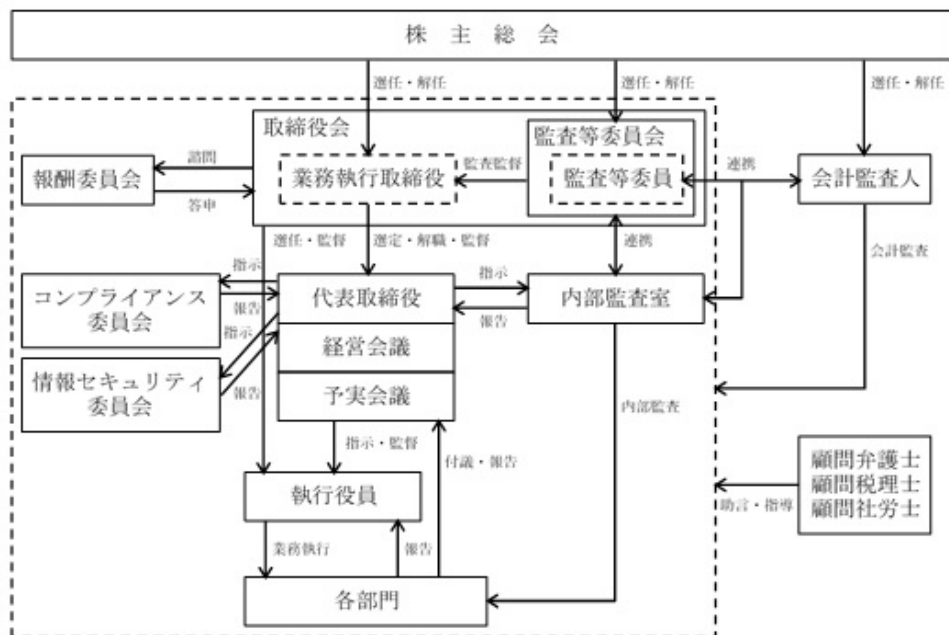 株 主 総 会
選任・解任
選任・解任
選任・解任
取締役会
監査等委員会
諮問
報酬委員会
答申
業務執行取締役
監査監督
監査等委員
連携
会計監査人
選任・監督
選定・解職・監督
連携
会計監査
指示
コンプライアンス
委員会
報告
代表取締役
指示
報告
内部監査室
指示
経営会議
情報セキュリティ
委員会
報告
予実会議
内部監査
指示・監督
付議・報告
顧問弁護士
顧問税理士
顧問社労士
助言・指導
執行役員
業務執行
報告
各部門